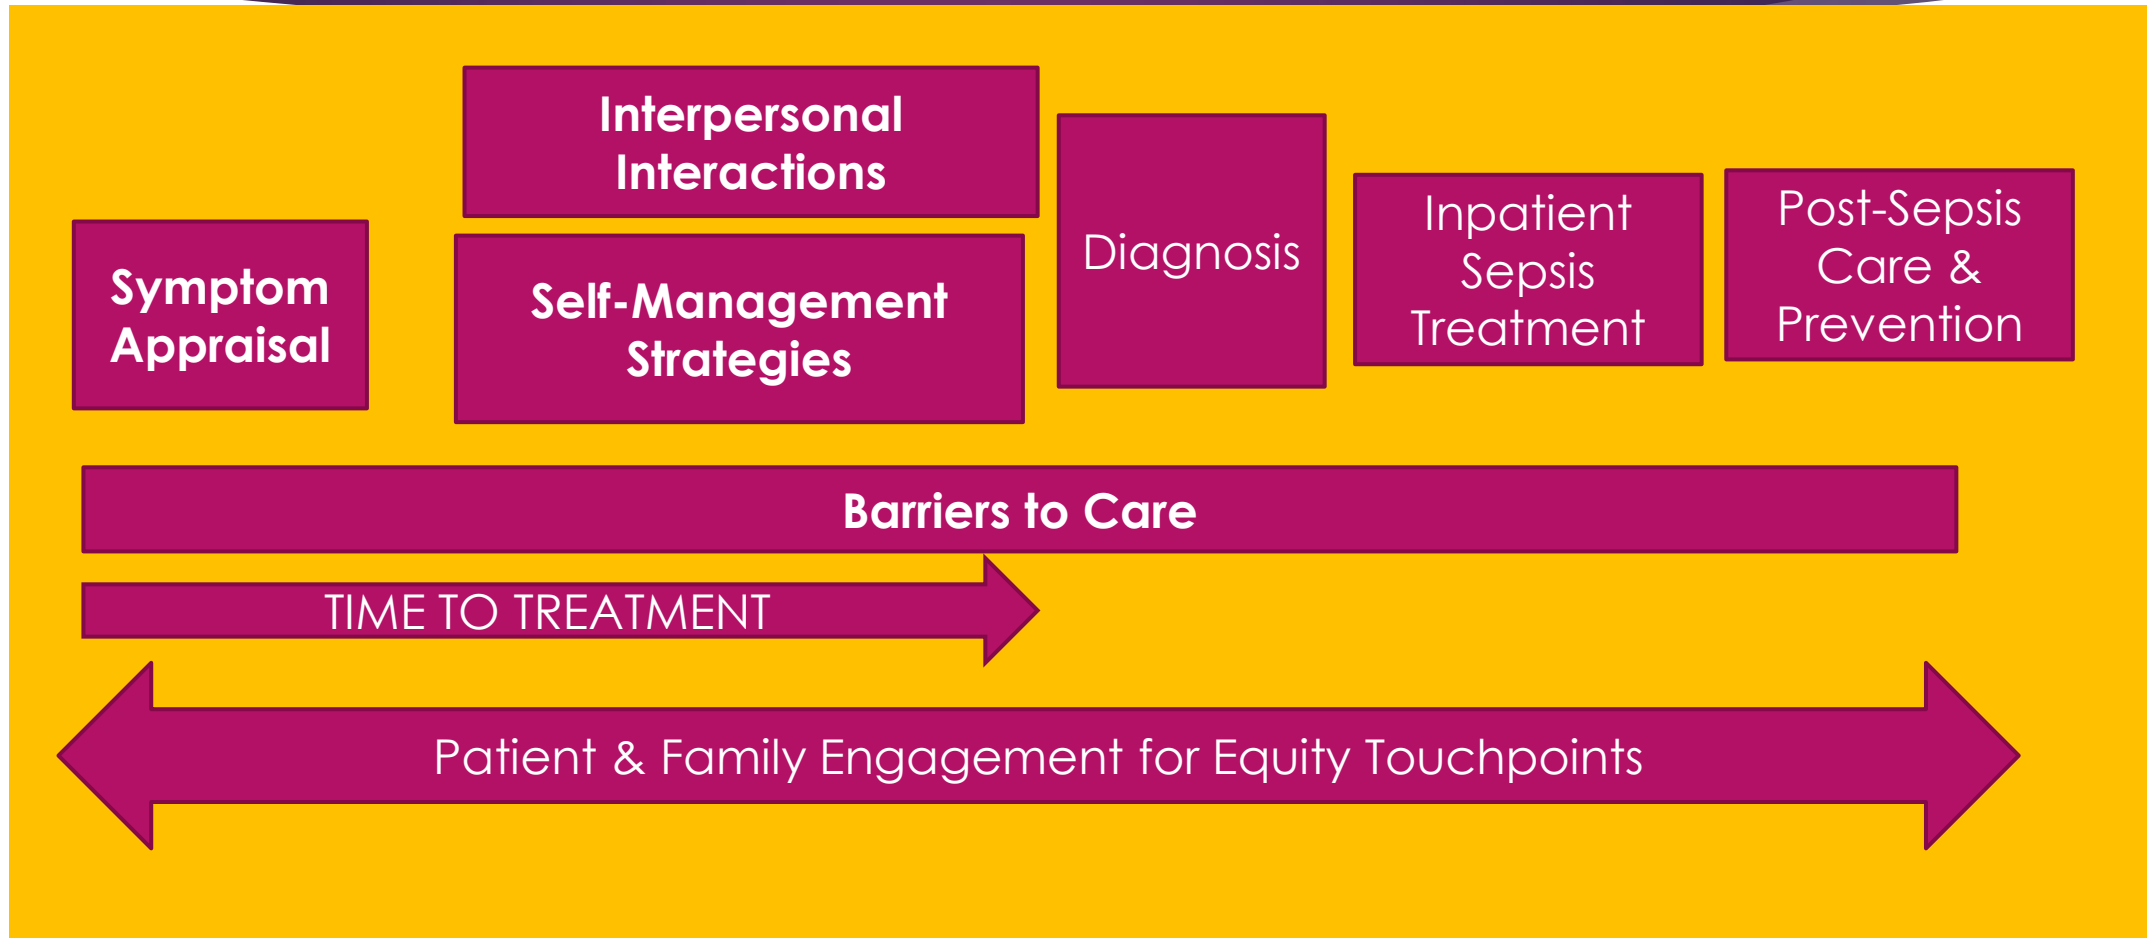 Interpersonal
Interactions
Symptom
Appraisal
Self-Management
Strategies
Diagnosis
Inpatient
Sepsis
Treatment
Post-Sepsis
Care &
Prevention
Barriers to Care
TIME TO TREATMENT
Patient & Family Engagement for Equity Touchpoints